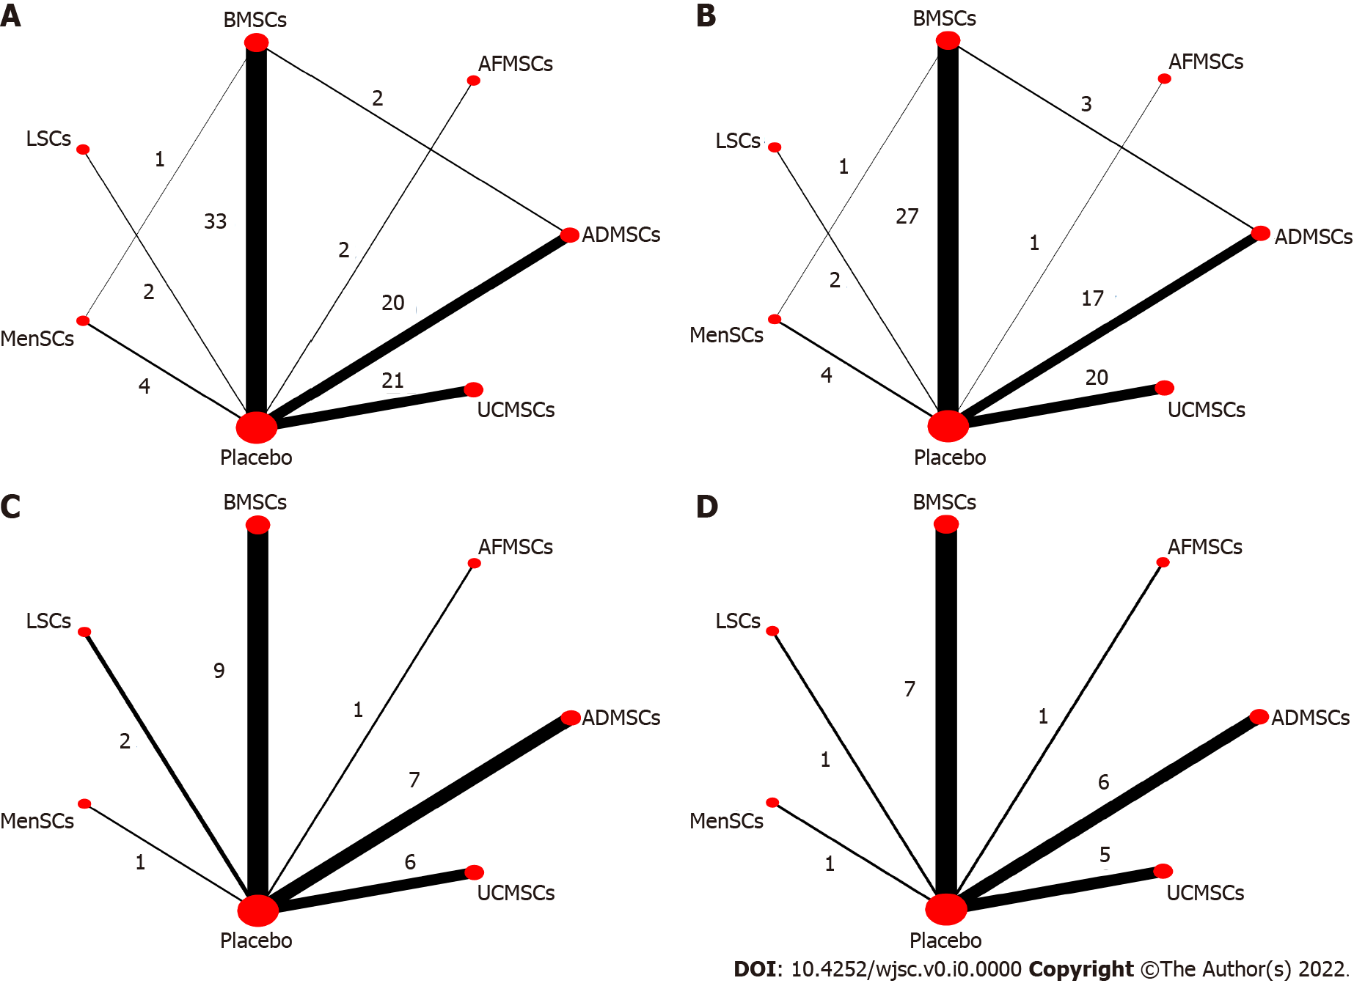 A
BMSCs
AFMSCs
LSCs
2
1
33
ADMSCs
2
2
20
MenSCs
4
21
UCMSCs
Placebo
B
BMSCs
AFMSCs
LSCs
3
1
27
ADMSCs
1
2
17
MenSCs
4
20
UCMSCs
Placebo
C
BMSCs
AFMSCs
LSCs
9
1
ADMSCs
2
7
MenSCs
1
6
UCMSCs
Placebo
D
BMSCs
AFMSCs
LSCs
7
1
ADMSCs
1
6
MenSCs
1
5
UCMSCs
Placebo
DOI: 10.4252/wjsc.v0.i0.0000 Copyright ©The Author(s) 2022.